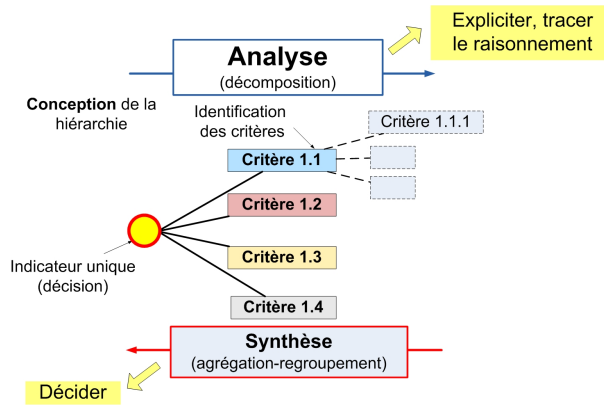 Expliciter, tracer
le raisonnement
Analyse
(décomposition)
Conception de la
hiérarchie
Identification
des critères
Critère 1.1.1
Critère 1.1
Critère 1.2
Critère 1.3
Indicateur unique
(décision)
Critère 1.4
Synthèse
(agrégation-regroupement)
Décider